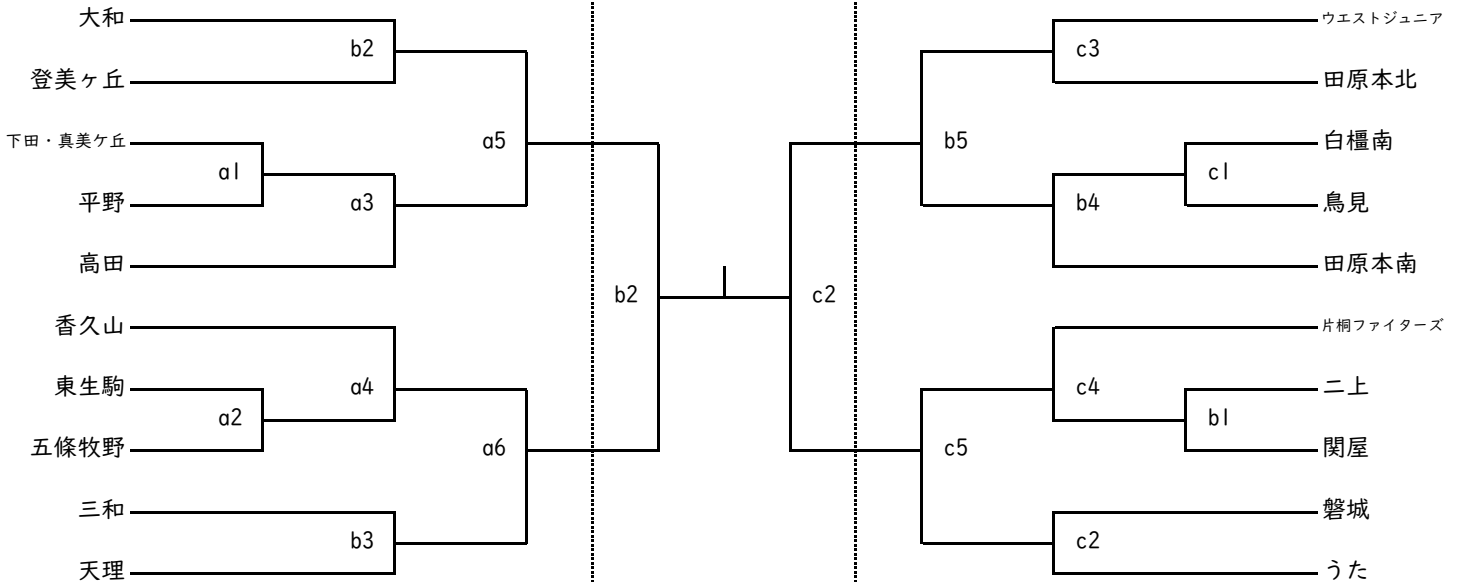 大和
b2
登美ヶ丘
下田・真美ケ丘
a1
平野
a3
高田
a5
香久山
東生駒
a2
五條牧野
a4
三和
b3
天理
a6
b2
c2
ウエストジュニア
c3
田原本北
b5
白橿南
c1
鳥見
b4
田原本南
片桐ファイターズ
c4
二上
b1
関屋
c5
磐城
c2
うた